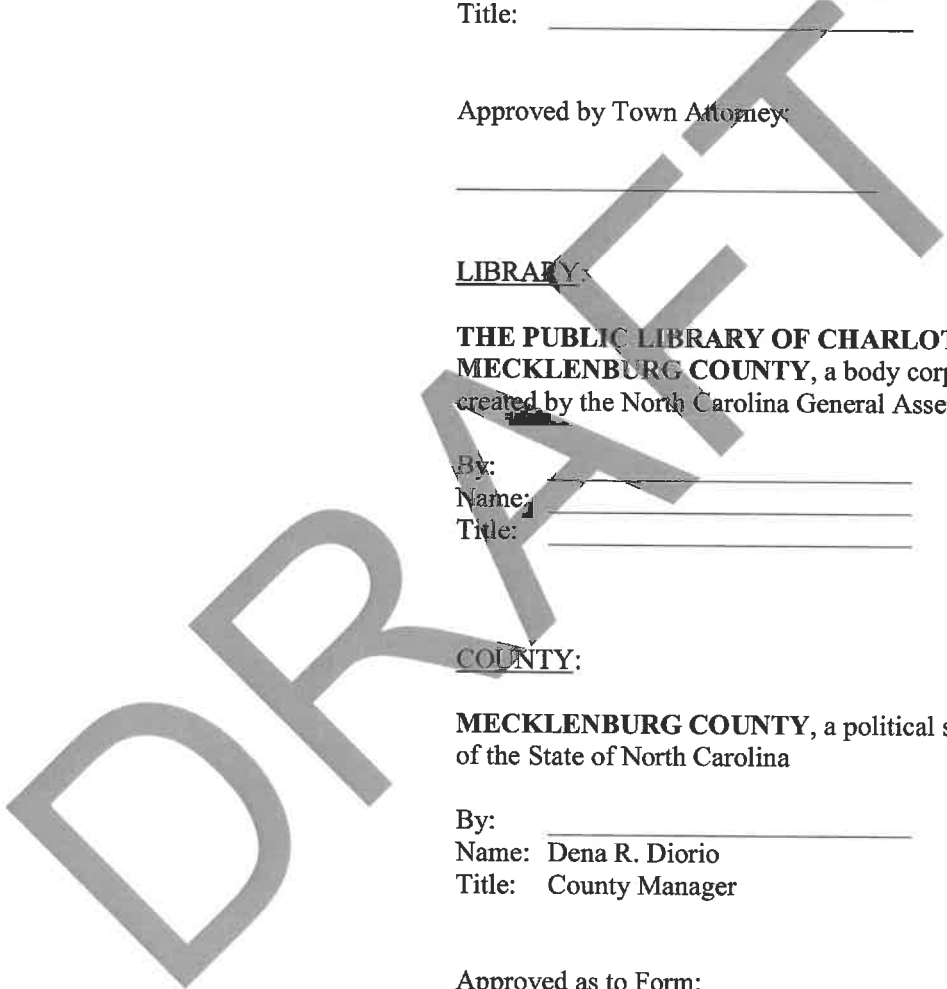 Title:
Approved by Town Attorney:
LIBRARY:
THE PUBLIC LIBRARY OF CHARLOT
MECKLENBURG COUNTY, a body corp
created by the North Carolina General Asse
By:
Name:
Title:
COUNTY:
MECKLENBURG COUNTY, a political s
of the State of North Carolina
By:
Name: Dena R. Diorio
Title: County Manager
Approved as to Form:
DRAFT